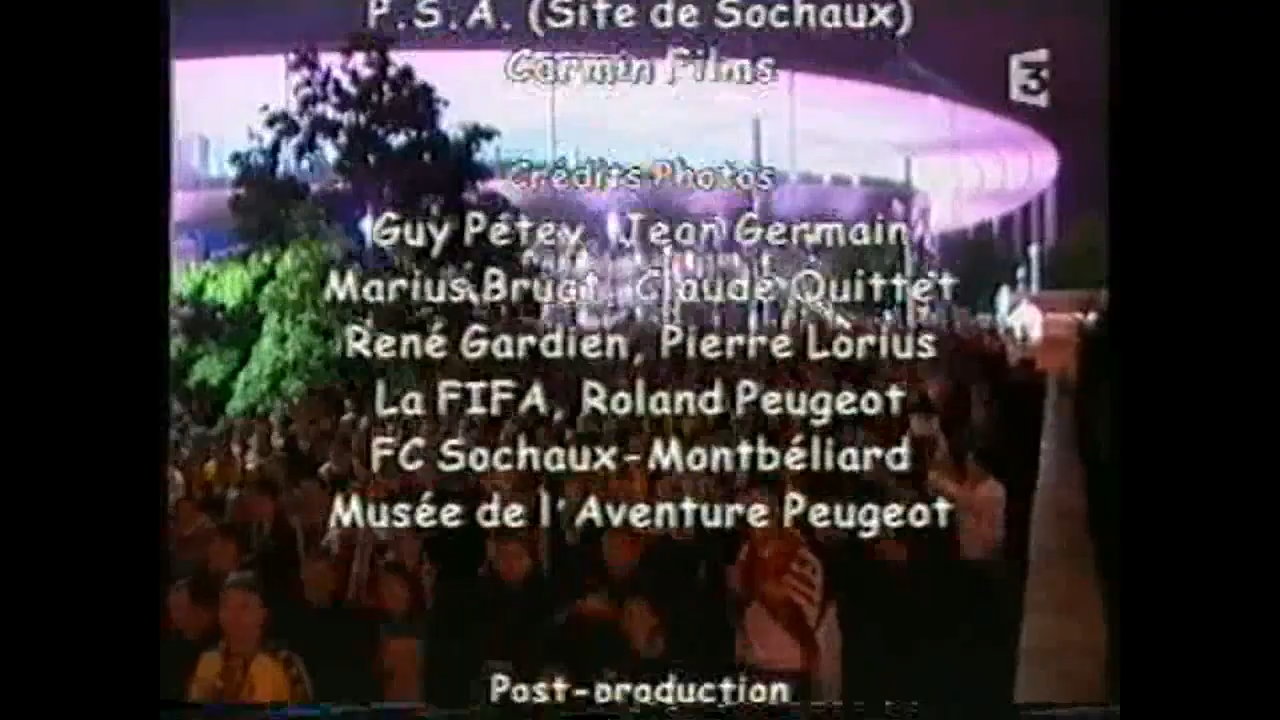 P.S.A. (Site de Sochaux)
Carmin Films
3
Crédits Photos
Guy Pétey, Jean Germain
Marius Bruat, Claude Quittet
René Gardien, Pierre Lorius
La FIFA, Roland Peugeot
FC Sochaux-Montbéliard
Musée de l'Aventure Peugeot
Post-production